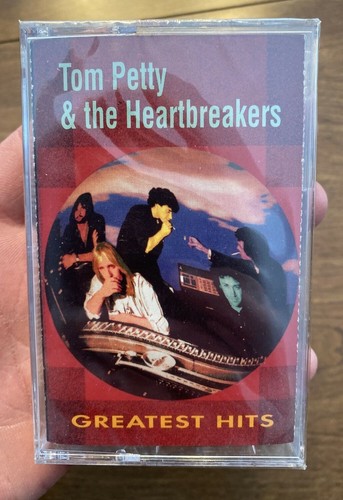 Tom Petty
& the Heartbreakers
GREATEST HITS